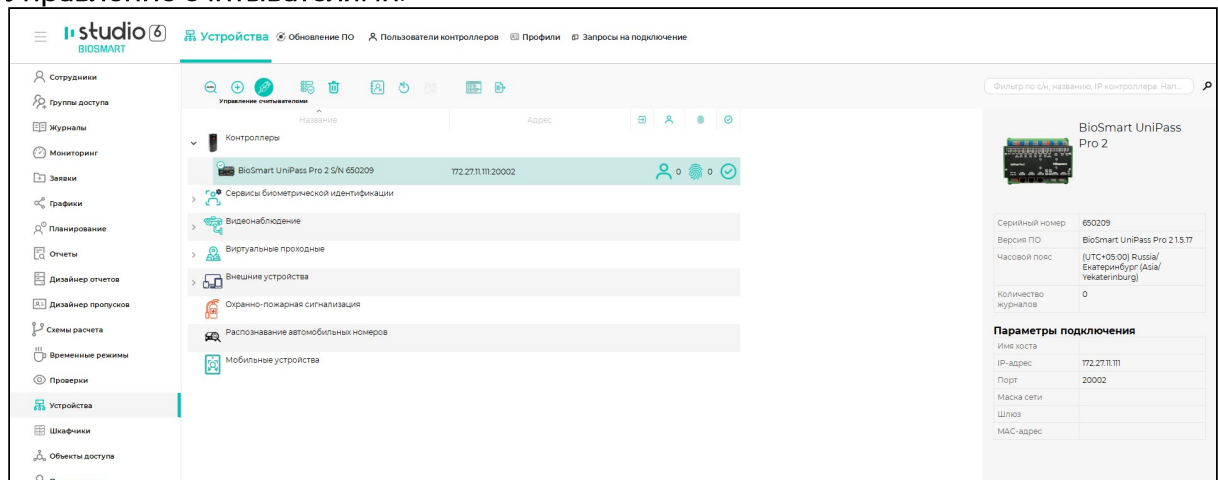 Управление считывателями.
studio 6
BIOSMART
Устройства Обновление ПО Пользователи контроллеров Профили Запросы на подключение
Сотрудники
Группы доступа
Журналы
Мониторинг
Заявки
Графики
Планирование
Отчеты
Дизайнер отчетов
Дизайнер пропусков
Схемы расчета
Временные режимы
Проверки
Устройства
Шкафчики
Объекты доступа
Управление считывателями
Фильтр по с/н, названию, IP контроллера. Нап...
Название Адрес
Контроллеры
BioSmart UniPass Pro 2 S/N 650209 172.27.11.111:20002 0 0
Сервисы биометрической идентификации
Видеонаблюдение
Виртуальные проходные
Внешние устройства
Охранно-пожарная сигнализация
Распознавание автомобильных номеров
Мобильные устройства
BioSmart UniPass
Pro 2
Серийный номер 650209
Версия ПО BioSmart UniPass Pro 2 1.5.17
Часовой пояс (UTC+05:00) Russia/
Екатеринбург (Asia/
Yekaterinburg)
Количество 0
журналов
Параметры подключения
Имя хоста
IP-адрес 172.27.11.111
Порт 20002
Маска сети
Шлюз
MAC-адрес